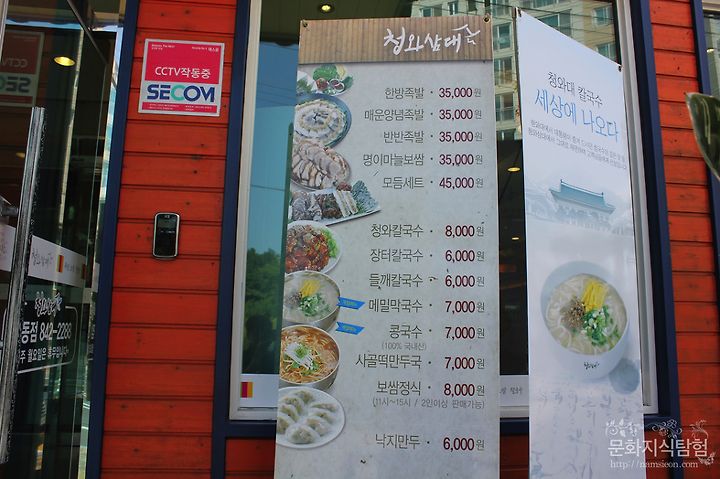 CCTV작동중
SECOM
청와삼대
한방족발 · 35,000원
매운양념족발 · 35,000원
반반족발 · 35,000원
명이마늘보쌈 · 35,000원
모듬세트 · 45,000원
청와칼국수 · 8,000원
장터칼국수 · 6,000원
들깨칼국수 · 6,000원
메밀막국수 · 7,000원
콩국수 · 7,000원
(100% 국내산)
사골떡만두국 · 7,000원
보쌈정식 · 8,000원
(11시~15시 / 2인이상 판매가능)
낙지만두 · 6,000원
청와대 칼국수
세상에 나오다
동점 842-2288
문화지식탐험
http://namsieon.com